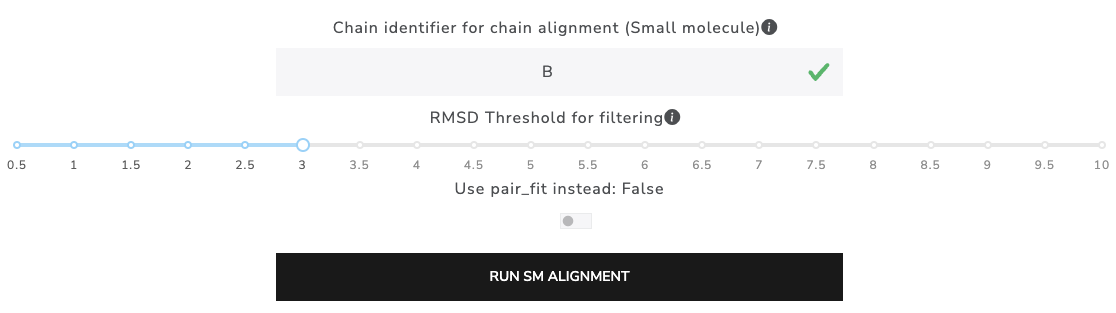 Chain identifier for chain alignment (Small molecule)
B
RMSD Threshold for filtering
0.5 1 1.5 2 2.5 3 3.5 4 4.5 5 5.5 6 6.5 7 7.5 8 8.5 9 9.5 10
Use pair_fit instead: False
RUN SM ALIGNMENT